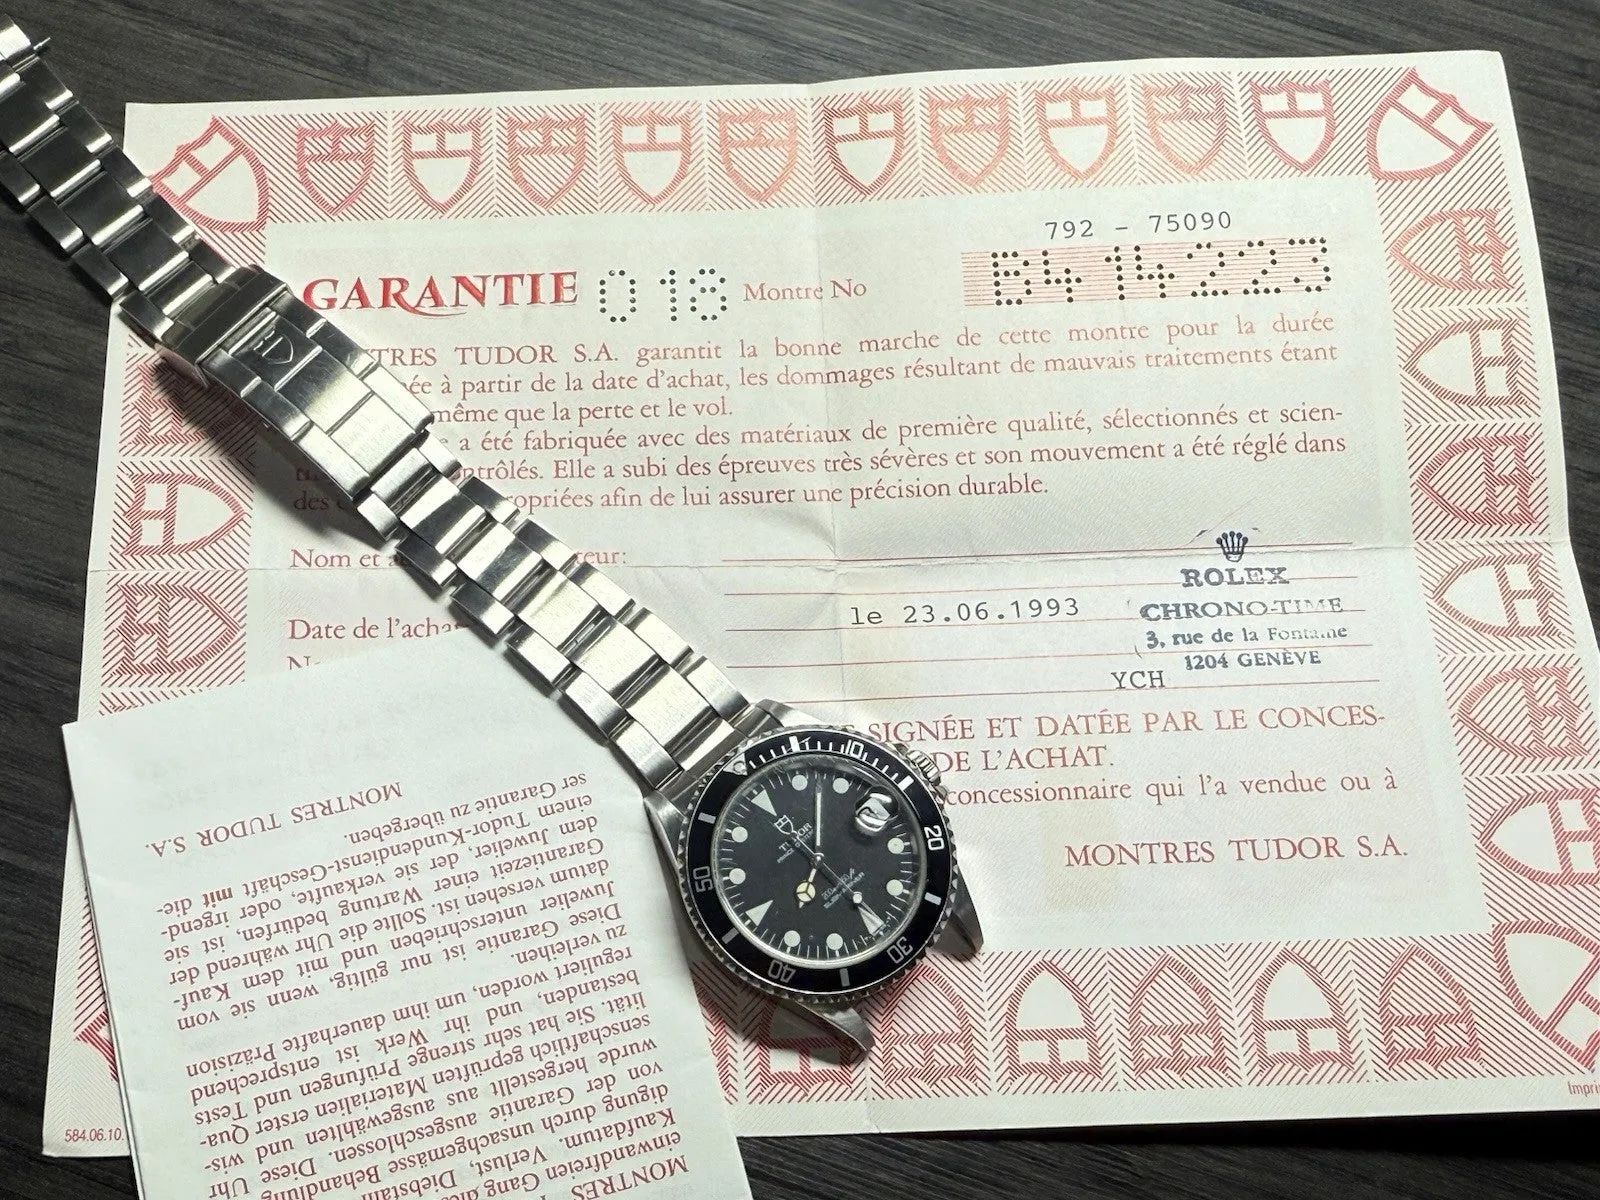 792 - 75090
GARANTIE 018 Montre No B414223
TRES TUDOR S.A. garantit la bonne marche de cette montre pour la durée
ée à partir de la date d'achat, les dommages résultant de mauvais traitements étant
même que la perte et le vol.
e a été fabriquée avec des matériaux de première qualité, sélectionnés et scien-
ntrôlés. Elle a subi des épreuves très sévères et son mouvement a été réglé dans
des ropriées afin de lui assurer une précision durable.
Nom et a teur:
ROLEX
le 23.06.1993
CHRONO-TIME
Date de l'acha
3, rue de la Fontaine
1204 GENÈVE
YCH
SIGNÉE ET DATÉE PAR LE CONCES-
DE L'ACHAT.
concessionnaire qui l'a vendue ou à
MONTRES TUDOR S.A.
Impri
584.06.10.
10
20
30
40
50
TUDOR
MONTRES
von
Kaufdatum.
digung durch unsachgemässe Behandlung
Diebstahl, Verlust,
der Garantie ausgeschlossen. Diese Uhr
wurde hergestellt aus ausgewählten und wis-
senschaftlich geprüften Materialien erster Qua-
lität. Sie hat sehr strenge Prüfungen und Tests
bestanden, und ihr Werk ist entsprechend
reguliert worden, um ihm dauerhafte Präzision
zu verleihen.
Diese Garantie ist nur gültig, wenn sie vom
Juwelier unterschrieben und mit dem Kauf-
datum versehen ist. Sollte die Uhr während der
Garantiezeit einer Wartung bedürfen, ist sie
dem Juwelier, der sie verkaufte, oder irgend-
einem Tudor-Kundendienst-Geschäft mit die-
ser Garantie zu übergeben.
MONTRES TUDOR S.A.